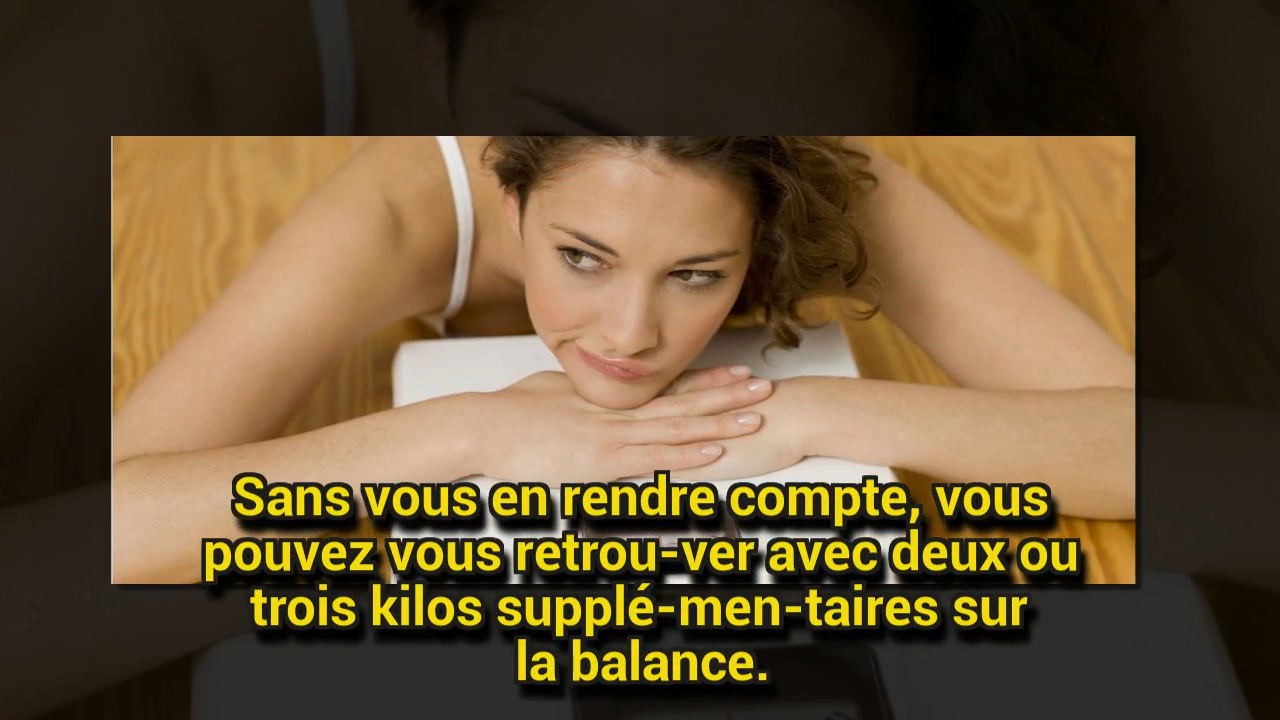 Sans vous en rendre compte, vous
pouvez vous retrou-ver avec deux ou
trois kilos supplé-men-taires sur
la balance.